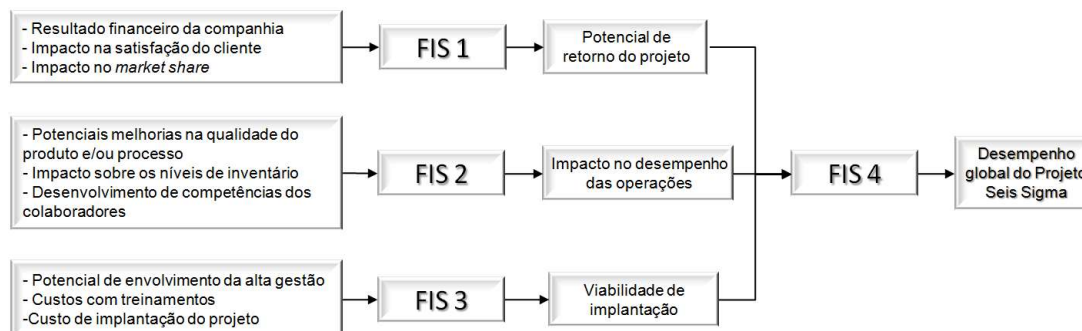 - Resultado financeiro da companhia
- Impacto na satisfação do cliente
- Impacto no market share
FIS 1
Potencial de
retorno do projeto
- Potenciais melhorias na qualidade do
produto e/ou processo
- Impacto sobre os níveis de inventário
- Desenvolvimento de competências dos
colaboradores
FIS 2
Impacto no desempenho
das operações
FIS 4
Desempenho
global do Projeto
Seis Sigma
- Potencial de envolvimento da alta gestão
- Custos com treinamentos
-Custo de implantação do projeto
FIS 3
Viabilidade de
implantação